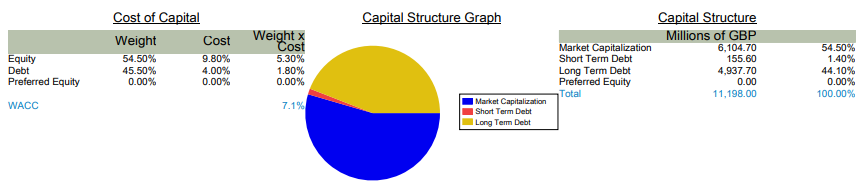 Cost of Capital
Weight Cost Weight x Cost
Equity 54.50% 9.80% 5.30%
Debt 45.50% 4.00% 1.80%
Preferred Equity 0.00% 0.00% 0.00%
WACC 7.1%
Capital Structure Graph
Market Capitalization
Short Term Debt
Long Term Debt
Capital Structure
Millions of GBP
Market Capitalization 6,104.70 54.50%
Short Term Debt 155.60 1.40%
Long Term Debt 4,937.70 44.10%
Preferred Equity 0.00 0.00%
Total 11,198.00 100.00%